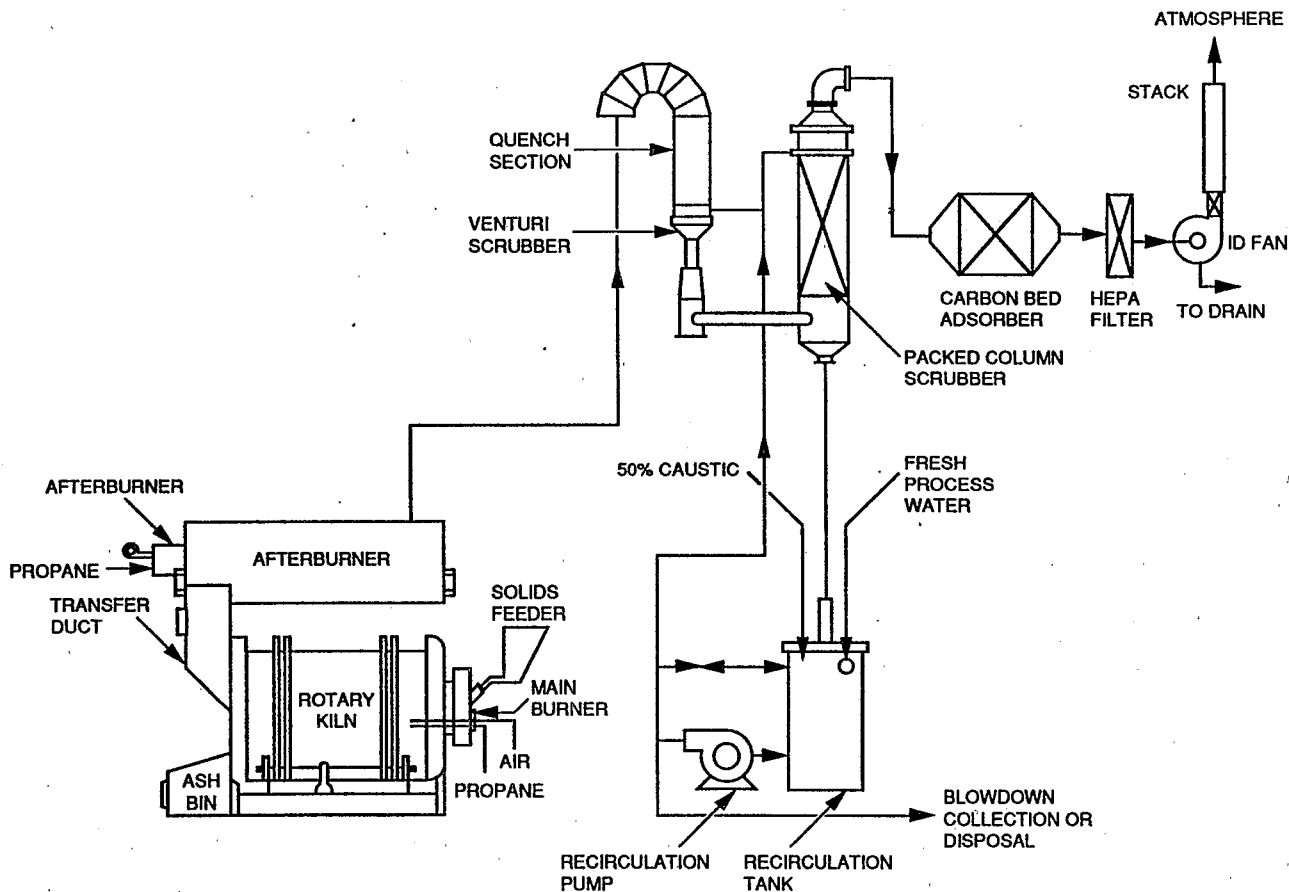 ATMOSPHERE
STACK
QUENCH
SECTION
VENTURI
SCRUBBER
ID FAN
CARBON BED
ADSORBER
HEPA
FILTER
TO DRAIN
PACKED COLUMN
SCRUBBER
50% CAUSTIC
FRESH
PROCESS
WATER
AFTERBURNER
AFTERBURNER
PROPANE
TRANSFER
DUCT
SOLIDS
FEEDER
ROTARY
KILN
MAIN
BURNER
AIR
PROPANE
ASH
BIN
BLOWDOWN
COLLECTION OR
DISPOSAL
RECIRCULATION
PUMP
RECIRCULATION
TANK